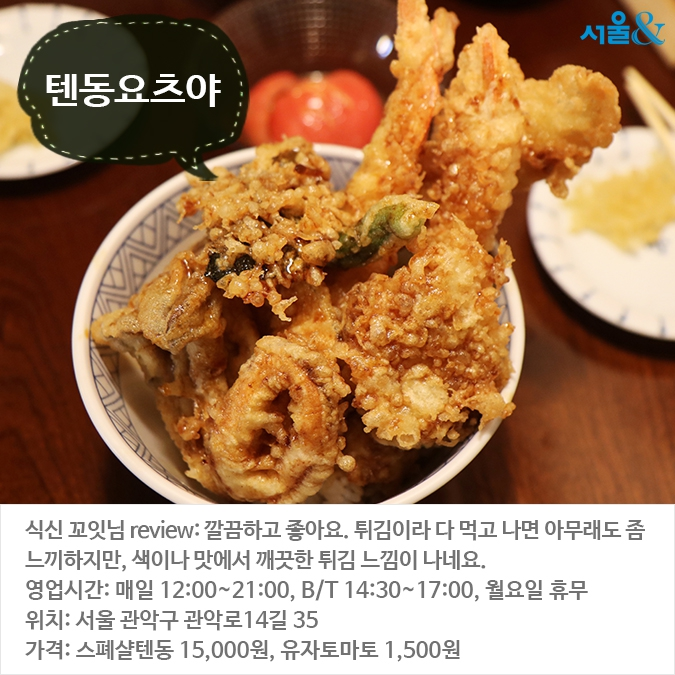 서울&
텐동요츠야
식신 꼬잇님 review: 깔끔하고 좋아요. 튀김이라 다 먹고 나면 아무래도 좀
느끼하지만, 색이나 맛에서 깨끗한 튀김 느낌이 나네요.
영업시간: 매일 12:00~21:00, B/T 14:30~17:00, 월요일 휴무
위치: 서울 관악구 관악로14길 35
가격: 스폐샬텐동 15,000원, 유자토마토 1,500원